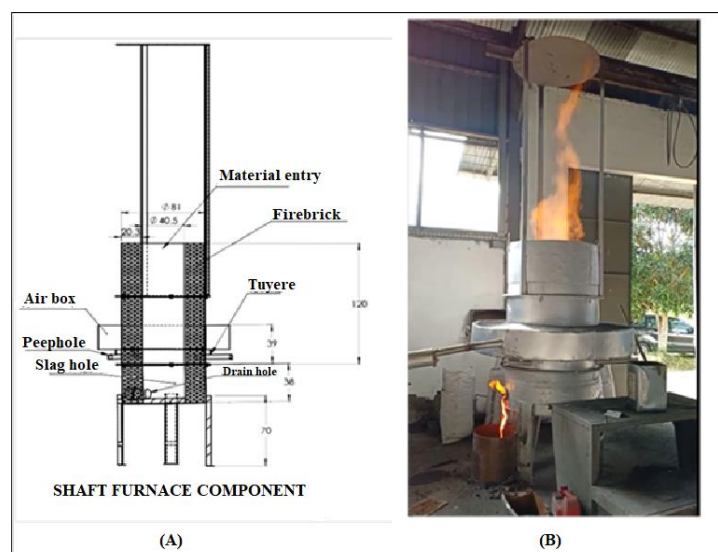 Material entry
∅ 81
∅ 40.5
20.3
Firebrick
Air box
Tuyere
120
Peephole
39
Slag hole
Drain hole
38
70
SHAFT FURNACE COMPONENT
(A)
(B)